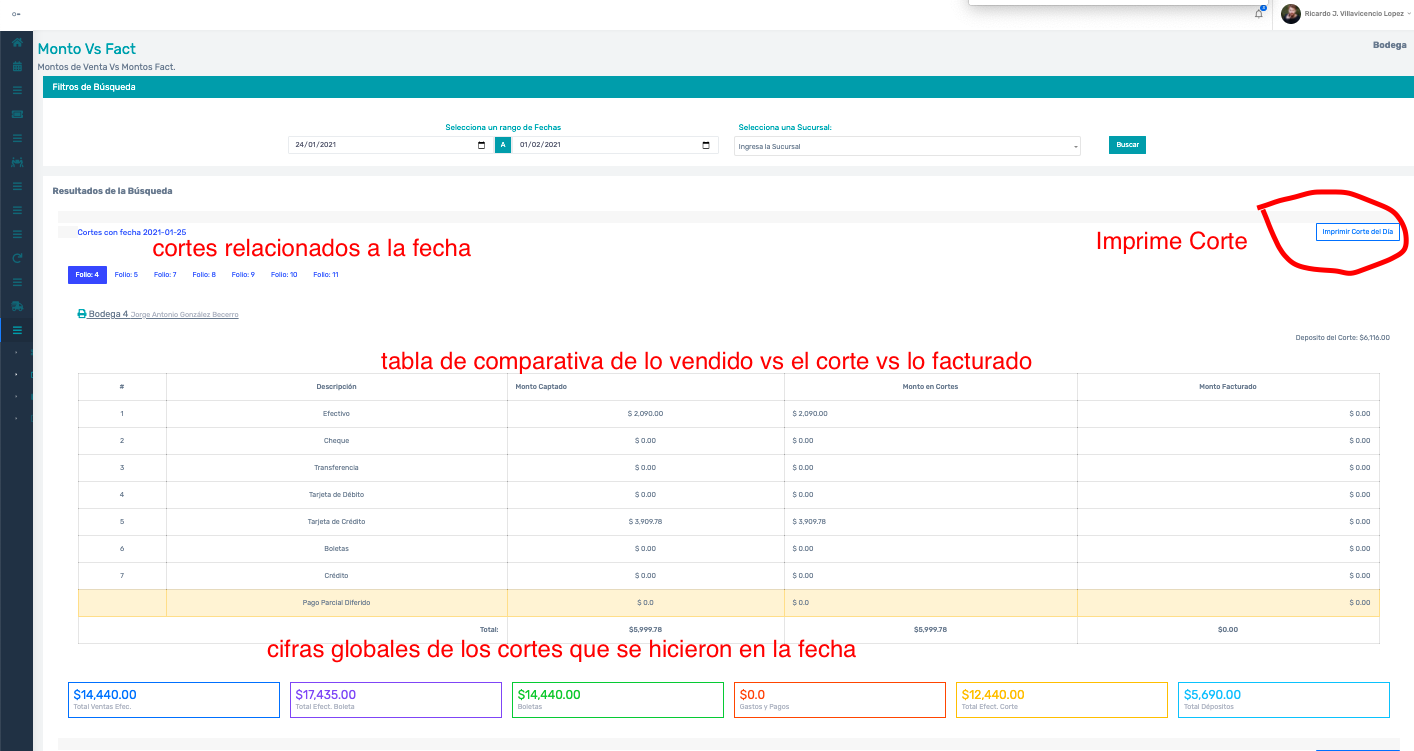 Ricardo J. Villavicencio Lopez
Monto Vs Fact
Bodega
Montos de Venta Vs Montos Fact.
Filtros de Búsqueda
Selecciona un rango de Fechas
Selecciona una Sucursal:
24/01/2021
A
01/02/2021
Ingresa la Sucursal
Buscar
Resultados de la Búsqueda
Cortes con fecha 2021-01-25
Imprimir Corte del Día
cortes relacionados a la fecha
Imprime Corte
Folio: 4 Folio: 5 Folio: 7 Folio: 8 Folio: 9 Folio: 10 Folio: 11
Bodega 4 Jorge Antonio González Becerro
Deposito del Corte: $6,116.00
tabla de comparativa de lo vendido vs el corte vs lo facturado
# Descripción Monto Captado Monto en Cortes Monto Facturado
1 Efectivo $ 2,090.00 $ 2,090.00 $ 0.00
2 Cheque $ 0.00 $ 0.00 $ 0.00
3 Transferencia $ 0.00 $ 0.00 $ 0.00
4 Tarjeta de Débito $ 0.00 $ 0.00 $ 0.00
5 Tarjeta de Crédito $ 3,909.78 $ 3,909.78 $ 0.00
6 Boletas $ 0.00 $ 0.00 $ 0.00
7 Crédito $ 0.00 $ 0.00 $ 0.00
Pago Parcial Diferido $ 0.0 $ 0.0 $ 0.00
Total: $5,999.78 $5,999.78 $0.00
cifras globales de los cortes que se hicieron en la fecha
$14,440.00 $17,435.00 $14,440.00 $0.0 $12,440.00 $5,690.00
Total Ventas Efec. Total Efect. Boleta Boletas Gastos y Pagos Total Efect. Corte Total Dépositos